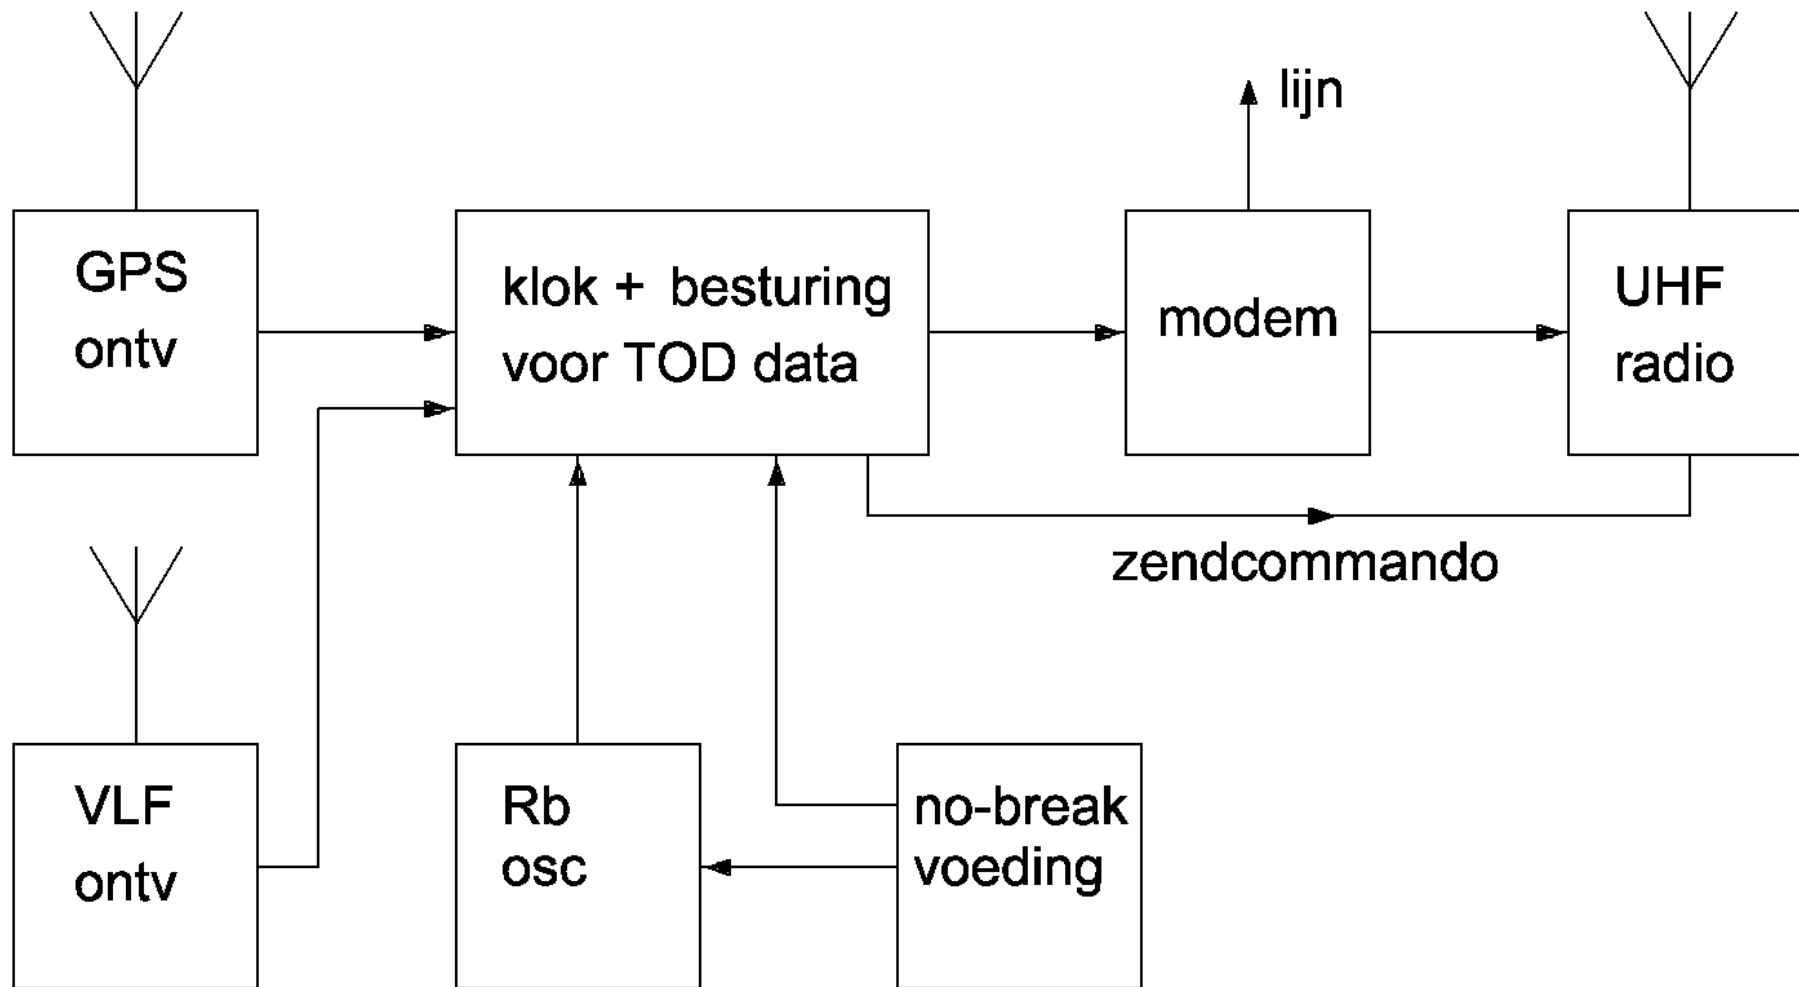 lijn
GPS
ontv
klok + besturing
voor TOD data
modem
UHF
radio
zendcommando
VLF
ontv
Rb
osc
no-break
voeding